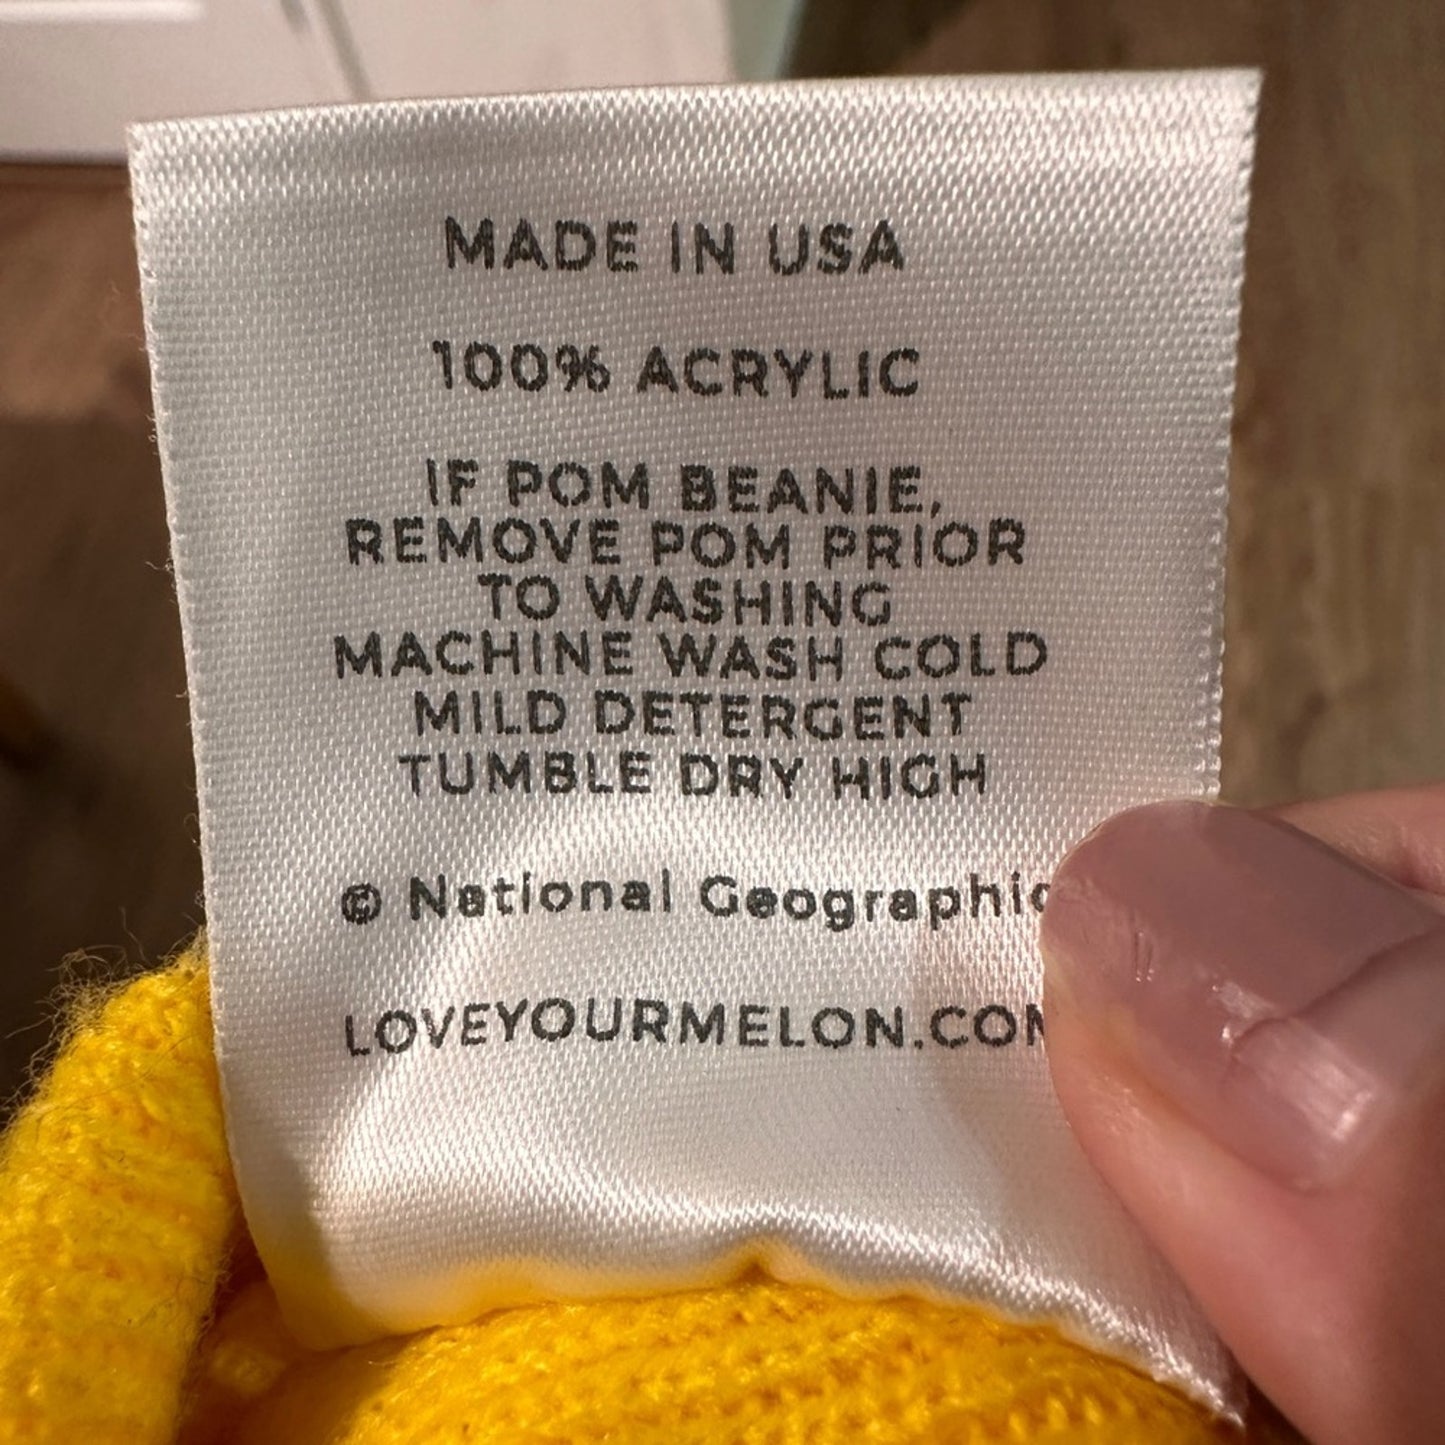 MADE IN USA
100% ACRYLIC
IF POM BEANIE,
REMOVE POM PRIOR
TO WASHING
MACHINE WASH COLD
MILD DETERGENT
TUMBLE DRY HIGH
© National Geographic
LOVEYOURMELON.COM